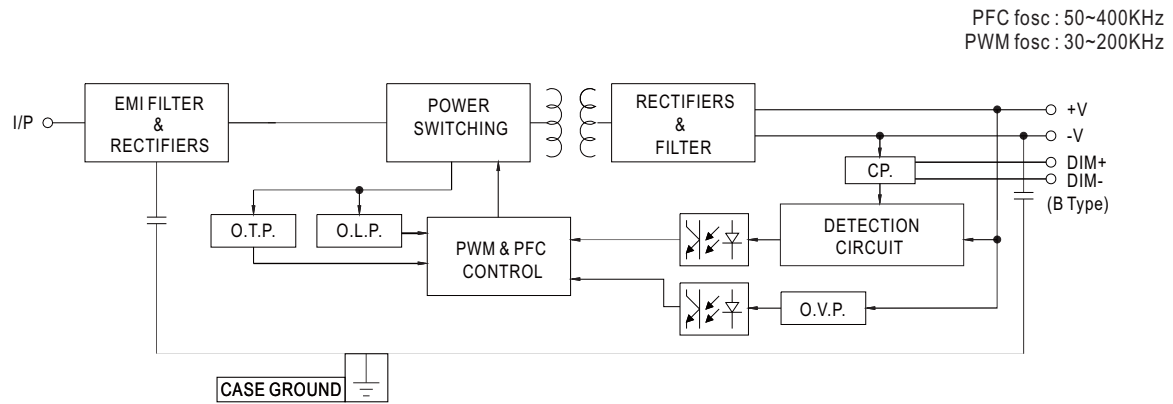 PFC fosc : 50~400KHz
PWM fosc : 30~200KHz
EMI FILTER
&
RECTIFIERS
POWER
SWITCHING
RECTIFIERS
&
FILTER
I/P
+V
-V
DIM+
DIM-
(B Type)
CP.
O.T.P.
O.L.P.
PWM & PFC
CONTROL
DETECTION
CIRCUIT
O.V.P.
CASE GROUND